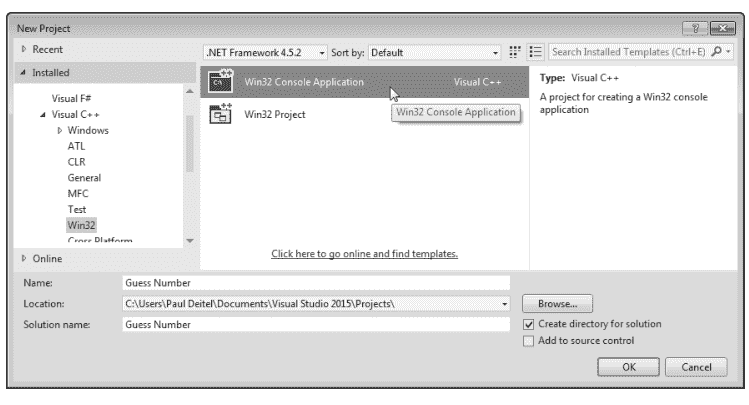 New Project
Recent
.NET Framework 4.5.2 Sort by: Default Search Installed Templates (Ctrl+E)
Installed
Visual F#
Visual C++
Windows
ATL
CLR
General
MFC
Test
Win32
Cross Platform
Online
Win32 Console Application Visual C++
Win32 Project
Win32 Console Application
Click here to go online and find templates.
Type: Visual C++
A project for creating a Win32 console
application
Name: Guess Number
Location: C:\Users\Paul Deitel\Documents\Visual Studio 2015\Projects\ Browse...
Solution name: Guess Number
Create directory for solution
Add to source control
OK Cancel